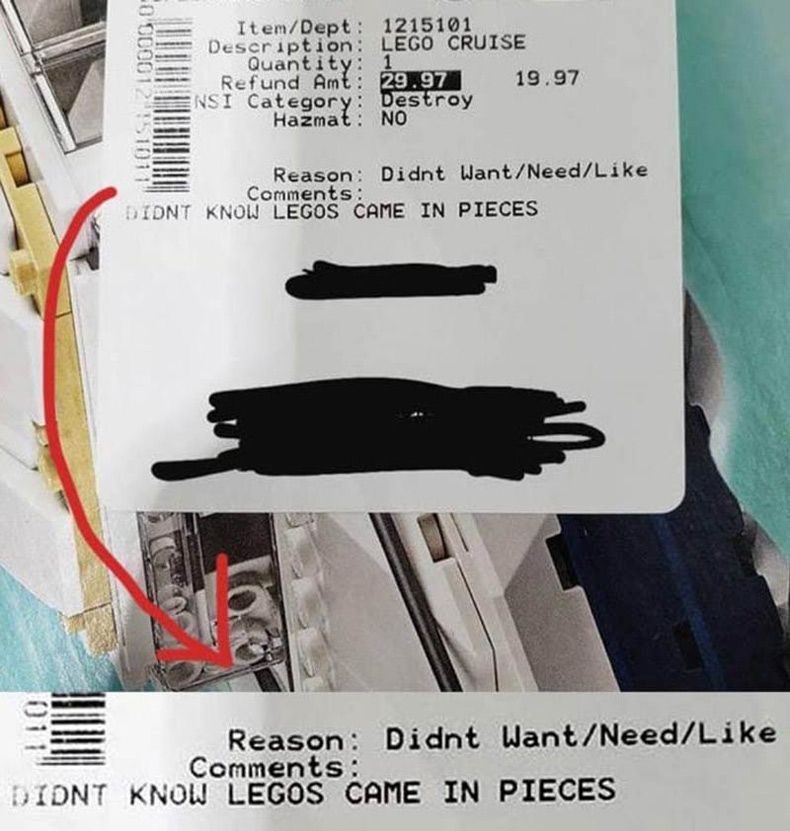 Item/Dept: 1215101
Description: LEGO CRUISE
Quantity: 1
Refund Amt: 29.97 19.97
NSI Category: Destroy
Hazmat: NO
Reason: Didnt Want/Need/Like
Comments:
DIDNT KNOW LEGOS CAME IN PIECES
011
Reason: Didnt Want/Need/Like
Comments:
DIDNT KNOW LEGOS CAME IN PIECES